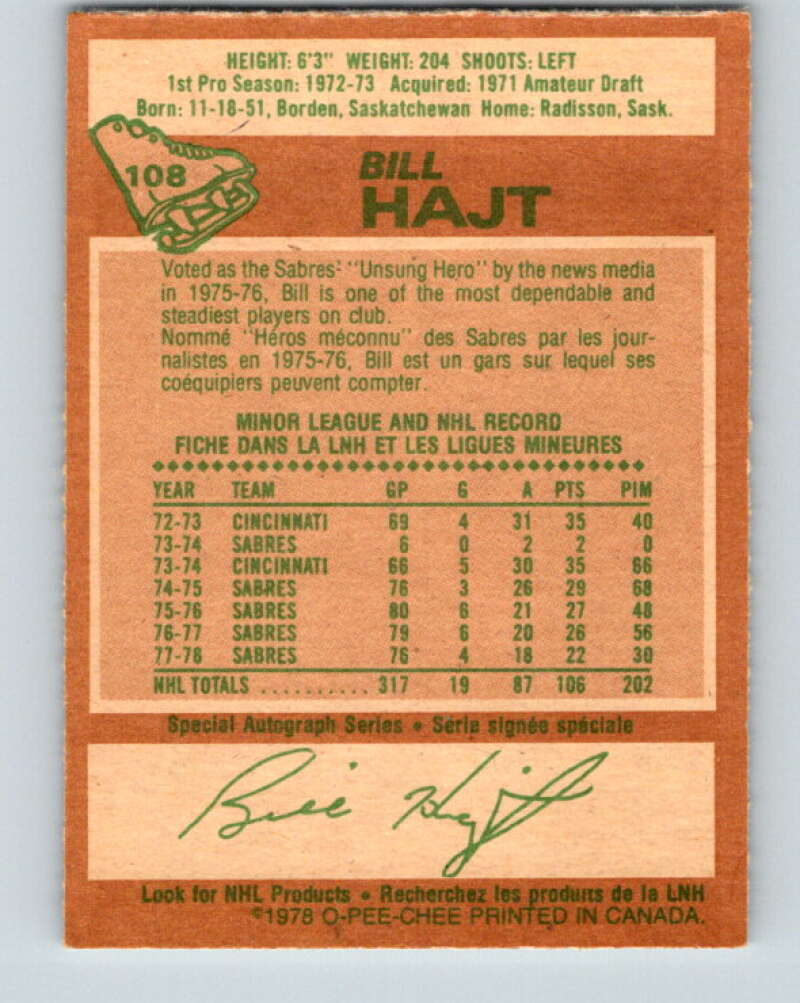 HEIGHT: 6'3" WEIGHT: 204 SHOOTS: LEFT
1st Pro Season: 1972-73 Acquired: 1971 Amateur Draft
Born: 11-18-51, Borden, Saskatchewan Home: Radisson, Sask.
108
BILL
HAJT
Voted as the Sabres' "Unsung Hero" by the news media
in 1975-76, Bill is one of the most dependable and
steadiest players on club.
Nommé "Héros méconnu" des Sabres par les jour-
nalistes en 1975-76, Bill est un gars sur lequel ses
coéquipiers peuvent compter.
MINOR LEAGUE AND NHL RECORD
FICHE DANS LA LNH ET LES LIGUES MINEURES
YEAR TEAM GP G A PTS PIM
72-73 CINCINNATI 69 4 31 35 40
73-74 SABRES 6 0 2 2 0
73-74 CINCINNATI 66 5 30 35 66
74-75 SABRES 76 3 26 29 68
75-76 SABRES 80 6 21 27 48
76-77 SABRES 79 6 20 26 56
77-78 SABRES 76 4 18 22 30
NHL TOTALS .......... 317 19 87 106 202
Special Autograph Series • Série signée spéciale
Bill Hajt
Look for NHL Products • Recherchez les produits de la LNH
©1978 O-PEE-CHEE PRINTED IN CANADA.